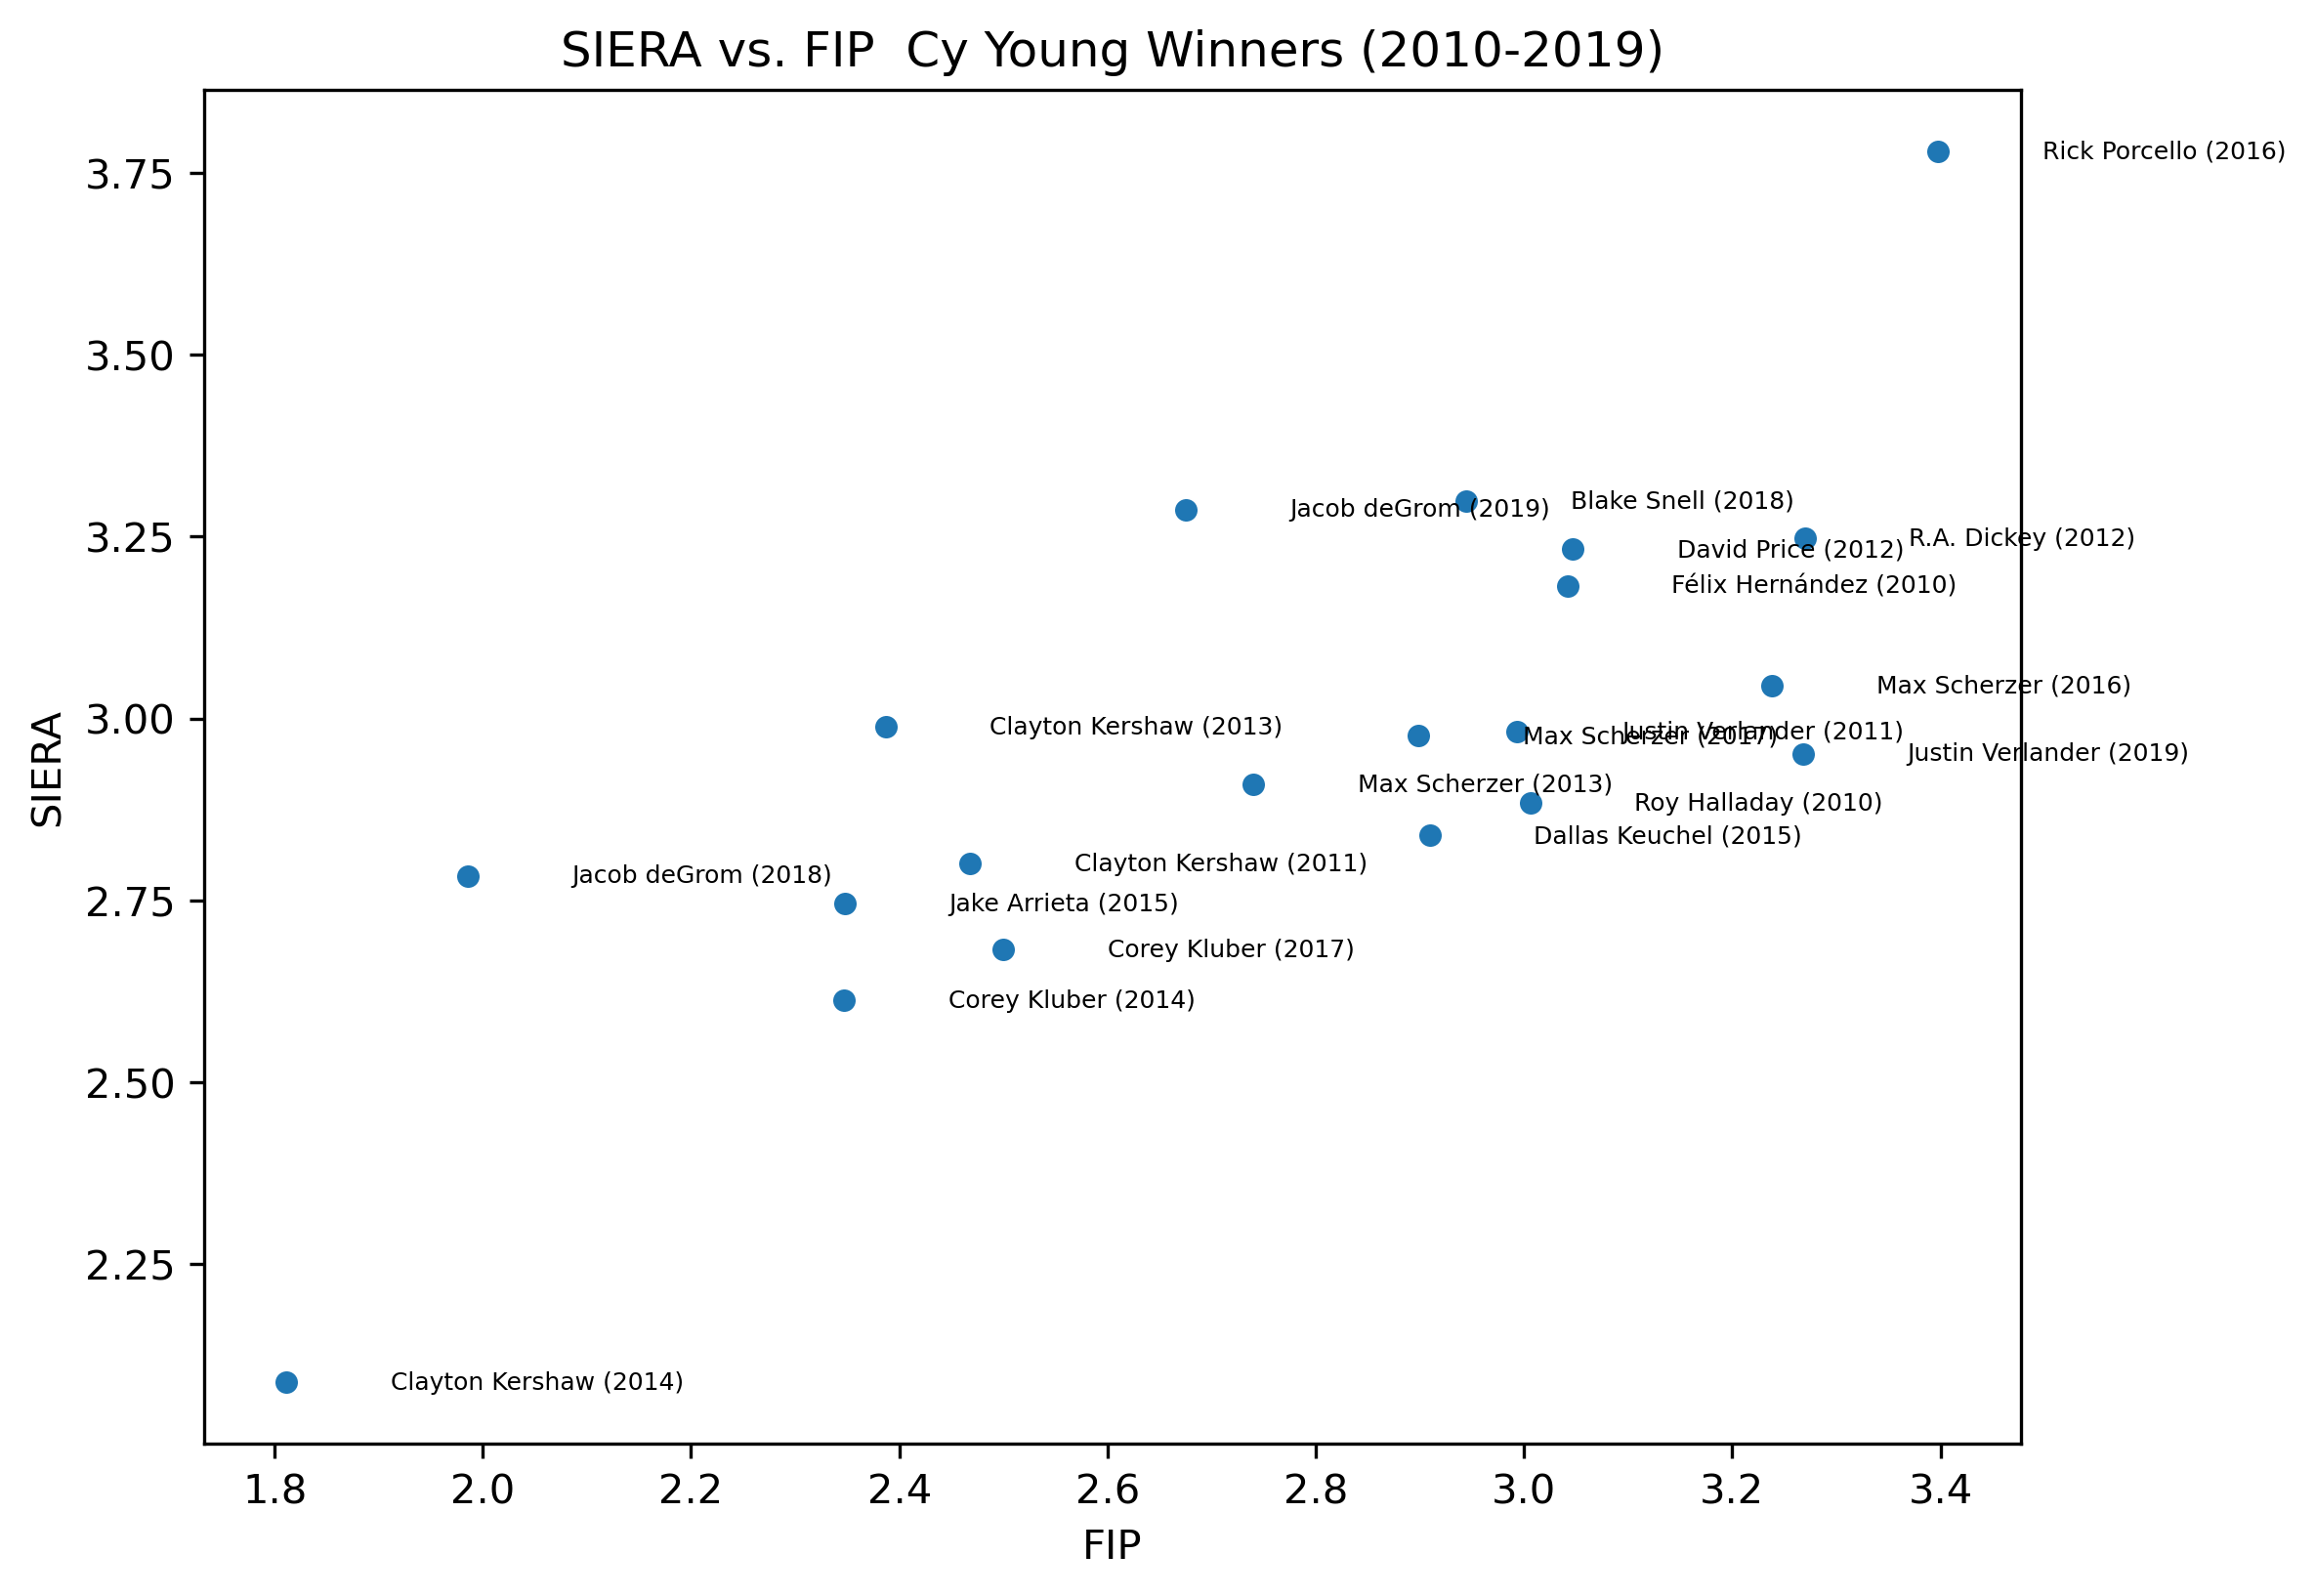 SIERA vs. FIP  Cy Young Winners (2010-2019)
SIERA
3.75
3.50
3.25
3.00
2.75
2.50
2.25
Rick Porcello (2016)
Blake Snell (2018)
Jacob deGrom (2019)
R.A. Dickey (2012)
David Price (2012)
Félix Hernández (2010)
Max Scherzer (2016)
Clayton Kershaw (2013)
Justin Verlander (2011)
Max Scherzer (2017)
Justin Verlander (2019)
Max Scherzer (2013)
Roy Halladay (2010)
Dallas Keuchel (2015)
Clayton Kershaw (2011)
Jacob deGrom (2018)
Jake Arrieta (2015)
Corey Kluber (2017)
Corey Kluber (2014)
Clayton Kershaw (2014)
1.8 2.0 2.2 2.4 2.6 2.8 3.0 3.2 3.4
FIP